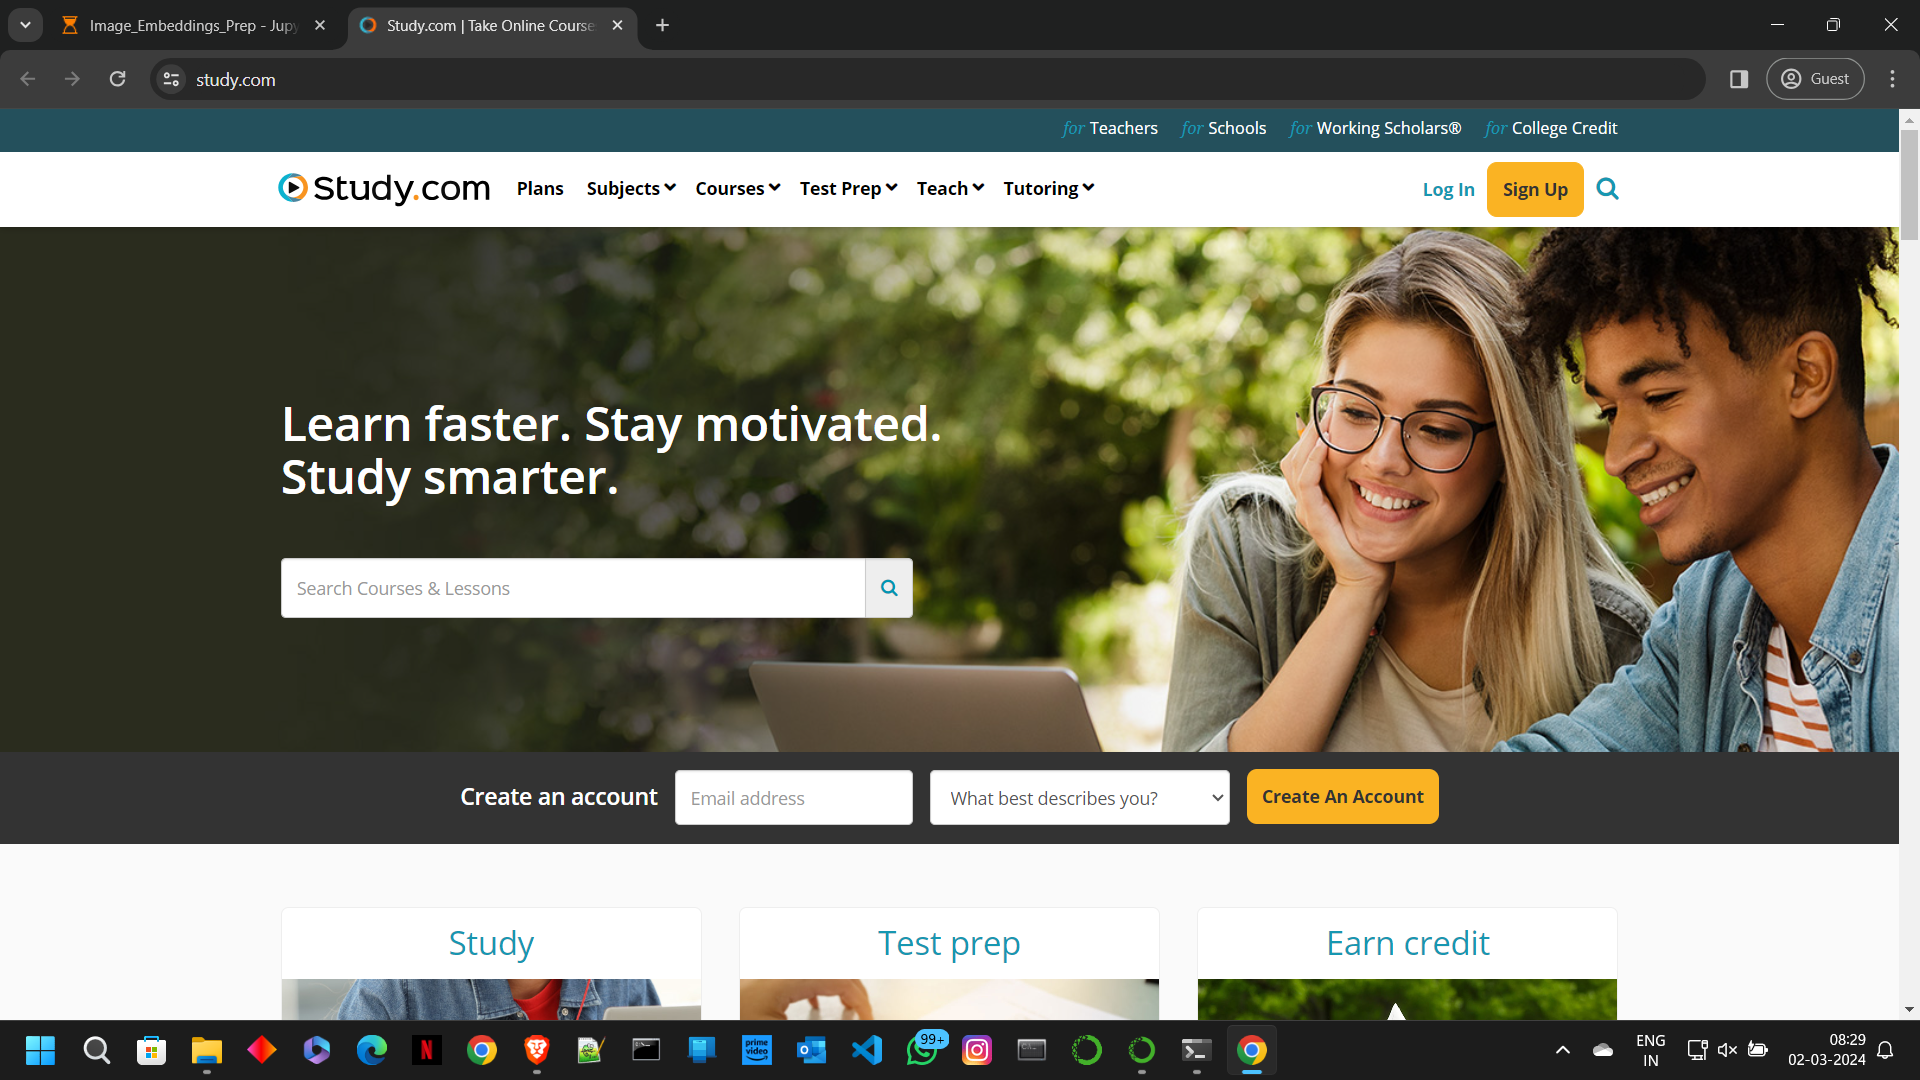 Image_Embeddings_Prep - Jupy
Study.com | Take Online Course
study.com
Guest
for Teachers for Schools for Working Scholars® for College Credit
Study.com Plans Subjects Courses Test Prep Teach Tutoring Log In Sign Up
Learn faster. Stay motivated.
Study smarter.
Search Courses & Lessons
Create an account Email address What best describes you? Create An Account
Study Test prep Earn credit
prime video
99+
ENG
IN
08:29
02-03-2024